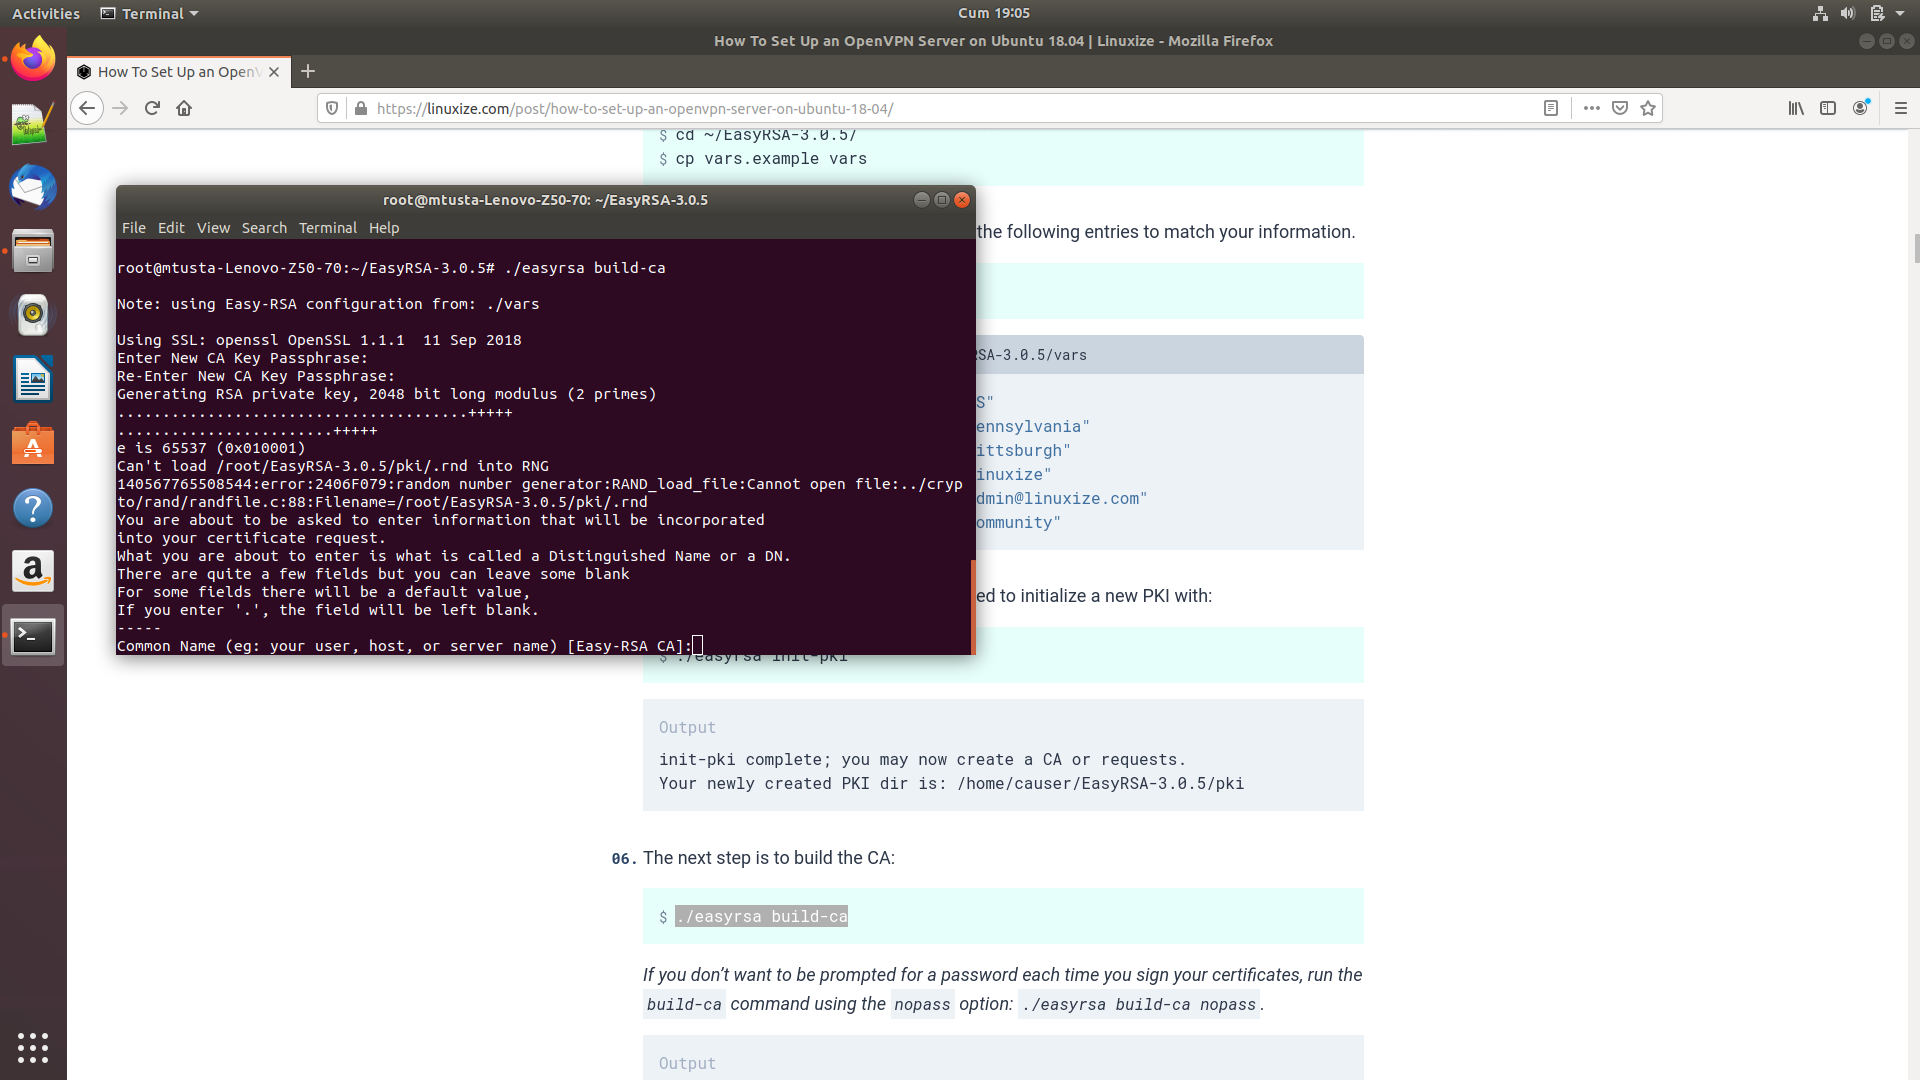 Activities
Terminal
Cum 19:05
How To Set Up an OpenVPN Server on Ubuntu 18.04 | Linuxize - Mozilla Firefox
How To Set Up an OpenV
https://linuxize.com/post/how-to-set-up-an-openvpn-server-on-ubuntu-18-04/
$ cd ~/EasyRSA-3.0.5/
$ cp vars.example vars
the following entries to match your information.
RSA-3.0.5/vars
S"
ennsylvania"
ittsburgh"
inuxize"
dmin@linuxize.com"
ommunity"
ed to initialize a new PKI with:
root@mtusta-Lenovo-Z50-70: ~/EasyRSA-3.0.5
File Edit View Search Terminal Help
root@mtusta-Lenovo-Z50-70:~/EasyRSA-3.0.5# ./easyrsa build-ca
Note: using Easy-RSA configuration from: ./vars
Using SSL: openssl OpenSSL 1.1.1  11 Sep 2018
Enter New CA Key Passphrase:
Re-Enter New CA Key Passphrase:
Generating RSA private key, 2048 bit long modulus (2 primes)
.......................................+++++
........................+++++
e is 65537 (0x010001)
Can't load /root/EasyRSA-3.0.5/pki/.rnd into RNG
140567765508544:error:2406F079:random number generator:RAND_load_file:Cannot open file:../cryp
to/rand/randfile.c:88:Filename=/root/EasyRSA-3.0.5/pki/.rnd
You are about to be asked to enter information that will be incorporated
into your certificate request.
What you are about to enter is what is called a Distinguished Name or a DN.
There are quite a few fields but you can leave some blank
For some fields there will be a default value,
If you enter '.', the field will be left blank.
-----
Common Name (eg: your user, host, or server name) [Easy-RSA CA]:
$ ./easyrsa init-pki
Output
init-pki complete; you may now create a CA or requests.
Your newly created PKI dir is: /home/causer/EasyRSA-3.0.5/pki
06. The next step is to build the CA:
$ ./easyrsa build-ca
If you don’t want to be prompted for a password each time you sign your certificates, run the
build-ca command using the nopass option: ./easyrsa build-ca nopass.
Output